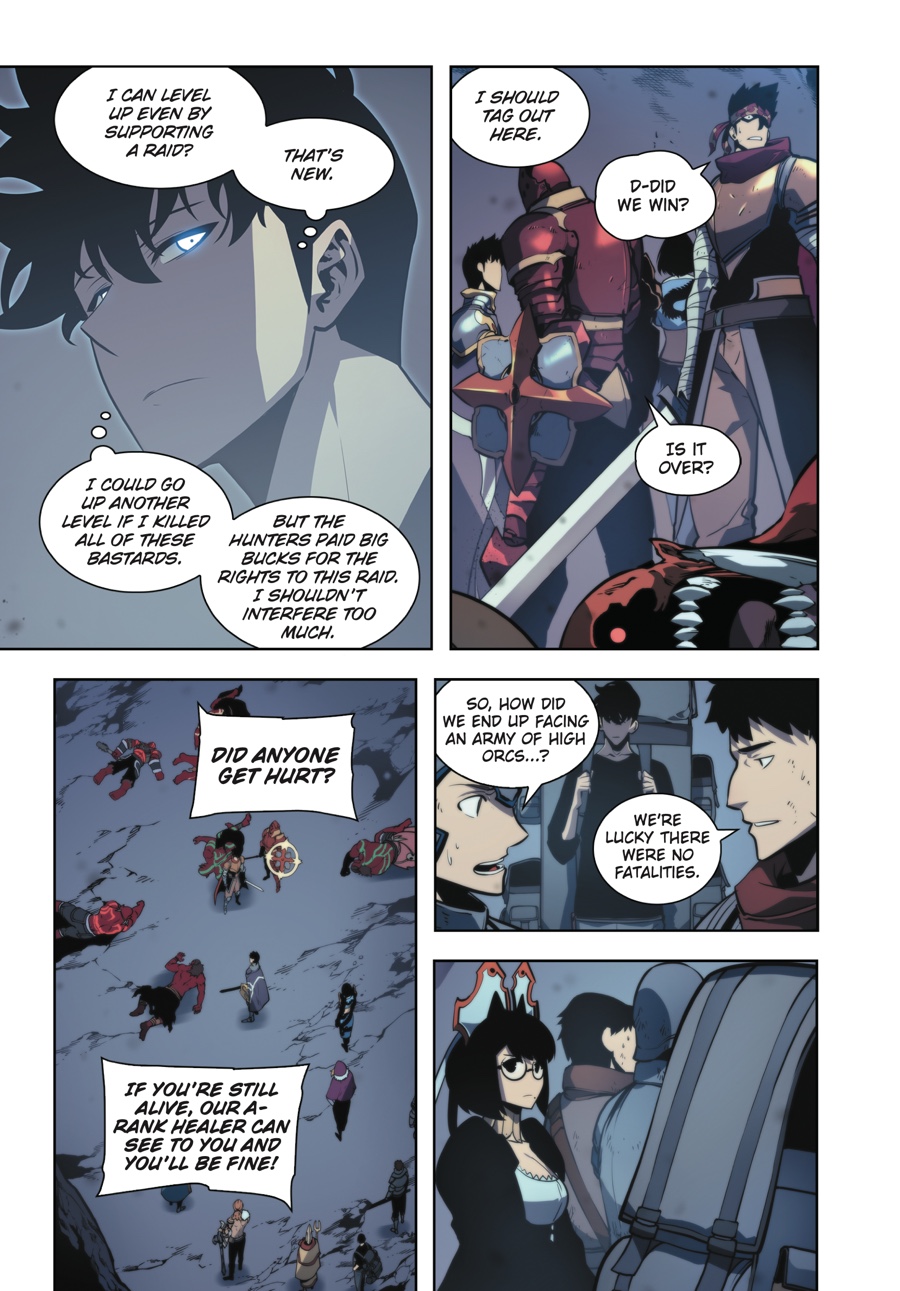 I CAN LEVEL
UP EVEN BY
SUPPORTING
A RAID?
THAT'S
NEW.
I COULD GO
UP ANOTHER
LEVEL IF I KILLED
ALL OF THESE
BASTARDS.
BUT THE
HUNTERS PAID BIG
BUCKS FOR THE
RIGHTS TO THIS RAID.
I SHOULDN'T
INTERFERE TOO
MUCH.
I SHOULD
TAG OUT
HERE.
D-DID
WE WIN?
IS IT
OVER?
DID ANYONE
GET HURT?
IF YOU'RE STILL
ALIVE, OUR A-
RANK HEALER CAN
SEE TO YOU AND
YOU'LL BE FINE!
SO, HOW DID
WE END UP FACING
AN ARMY OF HIGH
ORCS...?
WE'RE
LUCKY THERE
WERE NO
FATALITIES.